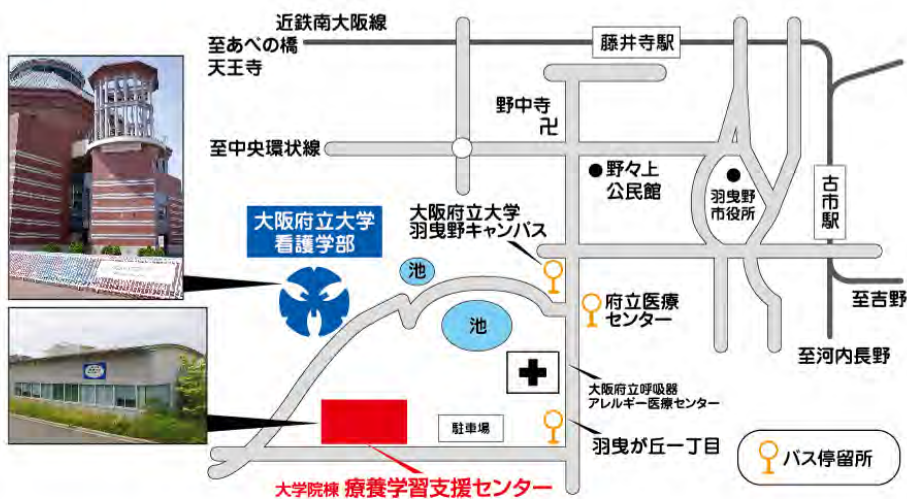 近鉄南大阪線
至あべの橋
天王寺
藤井寺駅
野中寺
至中央環状線
野々上
公民館
羽曳野
市役所
古市駅
大阪府立大学
看護学部
大阪府立大学
羽曳野キャンパス
池
池
府立医療
センター
至吉野
至河内長野
大阪府立呼吸器
アレルギー医療センター
駐車場
羽曳が丘一丁目
バス停留所
大学院棟 療養学習支援センター